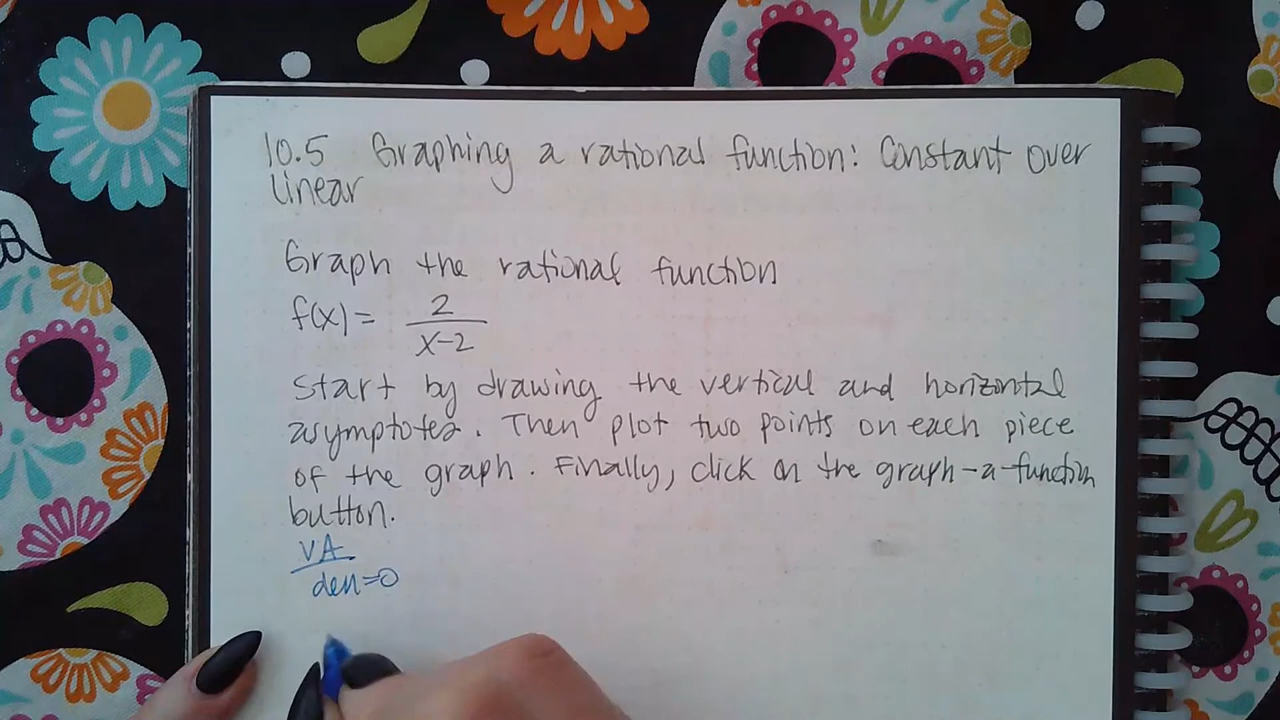 10.5 Graphing a rational function: Constant over
linear
Graph the rational function
f(x) = 2/(x-2)
start by drawing the vertical and horizontal
asymptotes. Then plot two points on each piece
of the graph. Finally, click on the graph-a-function
button.
VA
den=0